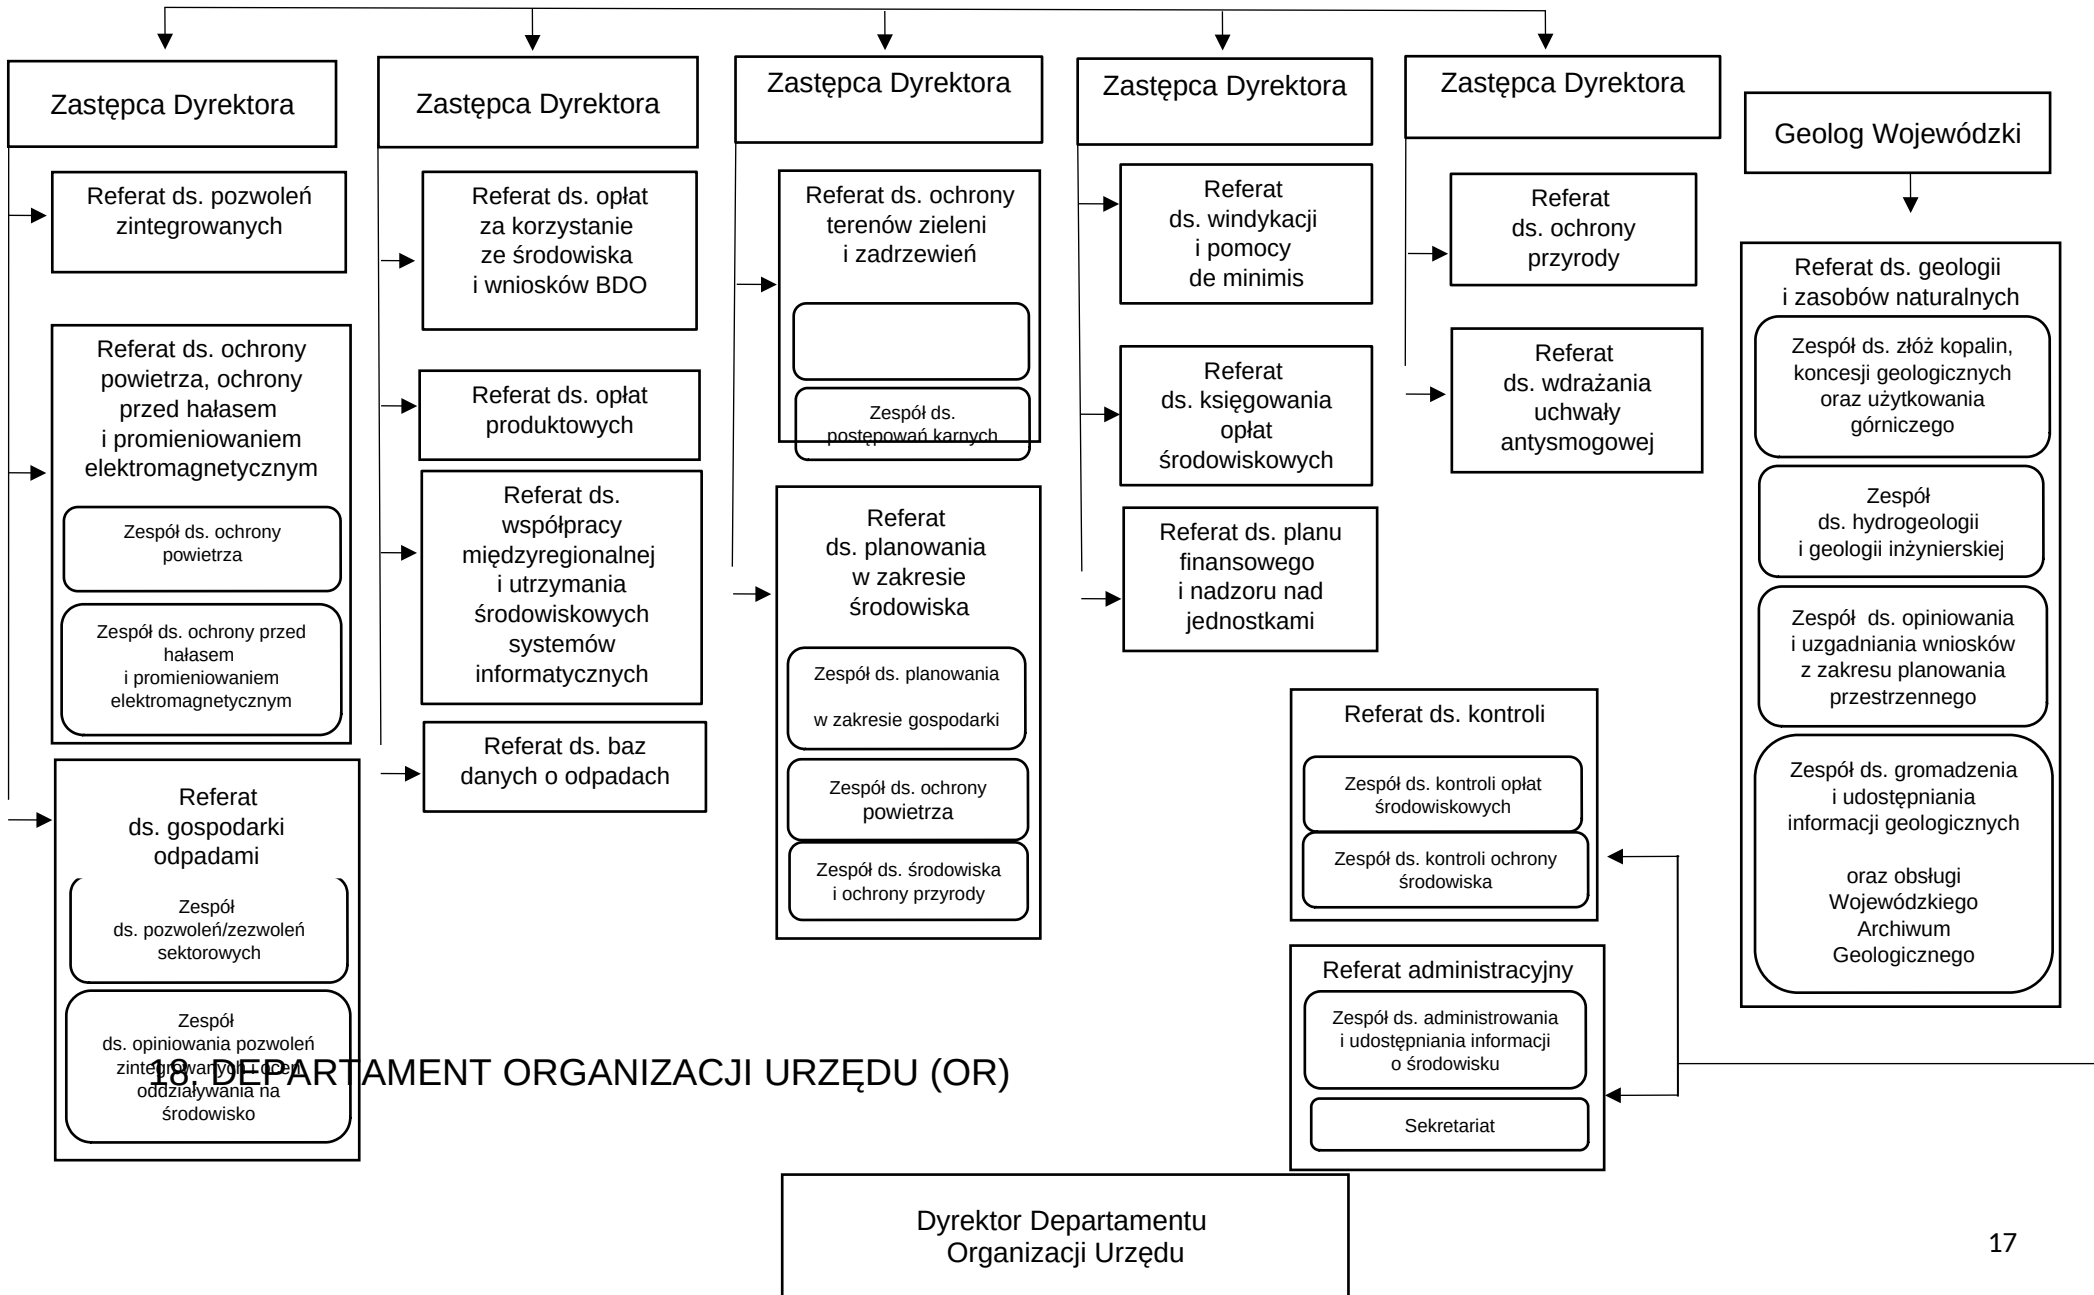 Zastępca Dyrektora
Referat ds. pozwoleń
zintegrowanych
Referat ds. ochrony
powietrza, ochrony
przed hałasem
i promieniowaniem
elektromagnetycznym
Zespół ds. ochrony
powietrza
Zespół ds. ochrony przed
hałasem
i promieniowaniem
elektromagnetycznym
Referat
ds. gospodarki
odpadami
Zespół
ds. pozwoleń/zezwoleń
sektorowych
Zespół
ds. opiniowania pozwoleń
zintegrowanych i ocen
oddziaływania na
środowisko
Zastępca Dyrektora
Referat ds. opłat
za korzystanie
ze środowiska
i wniosków BDO
Referat ds. opłat
produktowych
Referat ds.
współpracy
międzyregionalnej
i utrzymania
środowiskowych
systemów
informatycznych
Referat ds. baz
danych o odpadach
Zastępca Dyrektora
Referat ds. ochrony
terenów zieleni
i zadrzewień
Zespół ds.
postępowań karnych
Referat
ds. planowania
w zakresie
środowiska
Zespół ds. planowania
w zakresie gospodarki
Zespół ds. ochrony
powietrza
Zespół ds. środowiska
i ochrony przyrody
Zastępca Dyrektora
Referat
ds. windykacji
i pomocy
de minimis
Referat
ds. księgowania
opłat
środowiskowych
Referat ds. planu
finansowego
i nadzoru nad
jednostkami
Zastępca Dyrektora
Referat
ds. ochrony
przyrody
Referat
ds. wdrażania
uchwały
antysmogowej
Referat ds. kontroli
Zespół ds. kontroli opłat
środowiskowych
Zespół ds. kontroli ochrony
środowiska
Referat administracyjny
Zespół ds. administrowania
i udostępniania informacji
o środowisku
Sekretariat
Geolog Wojewódzki
Referat ds. geologii
i zasobów naturalnych
Zespół ds. złóż kopalin,
koncesji geologicznych
oraz użytkowania
górniczego
Zespół
ds. hydrogeologii
i geologii inżynierskiej
Zespół ds. opiniowania
i uzgadniania wniosków
z zakresu planowania
przestrzennego
Zespół ds. gromadzenia
i udostępniania
informacji geologicznych
oraz obsługi
Wojewódzkiego
Archiwum
Geologicznego
18. DEPARTAMENT ORGANIZACJI URZĘDU (OR)
Dyrektor Departamentu
Organizacji Urzędu
17